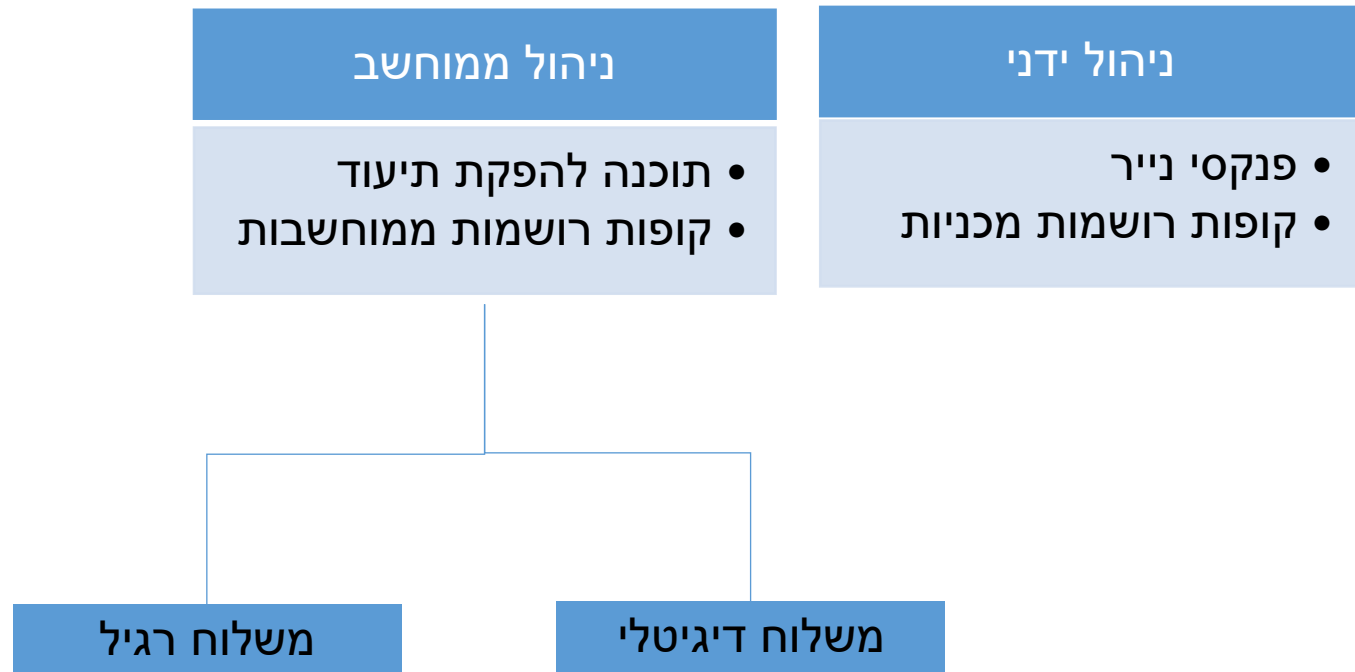 ניהול ידני
• פנקסי נייר
• קופות רושמות מכניות
ניהול ממוחשב
• תוכנה להפקת תיעוד
• קופות רושמות ממוחשבות
משלוח דיגיטלי
משלוח רגיל